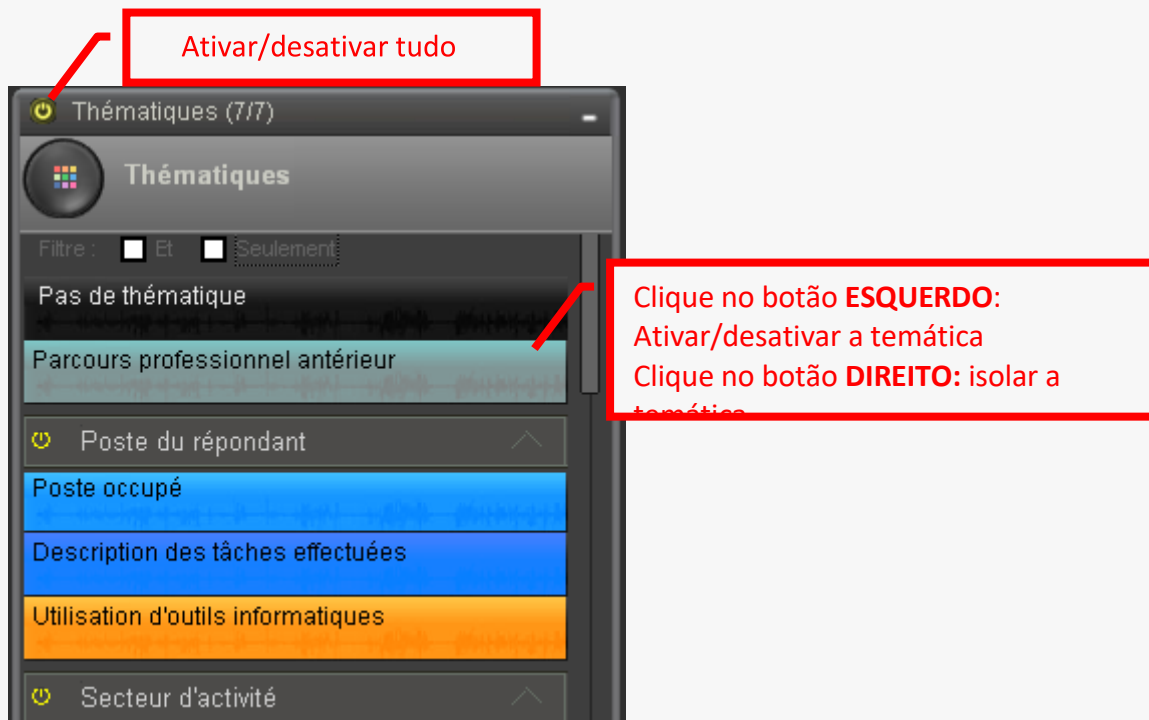 Ativar/desativar tudo
Thématiques (7/7)
Thématiques
Filtre : Et Seulement
Pas de thématique
Clique no botão ESQUERDO:
Ativar/desativar a temática
Clique no botão DIREITO: isolar a
temática
Parcours professionnel antérieur
Poste du répondant
Poste occupé
Description des tâches effectuées
Utilisation d'outils informatiques
Secteur d'activité